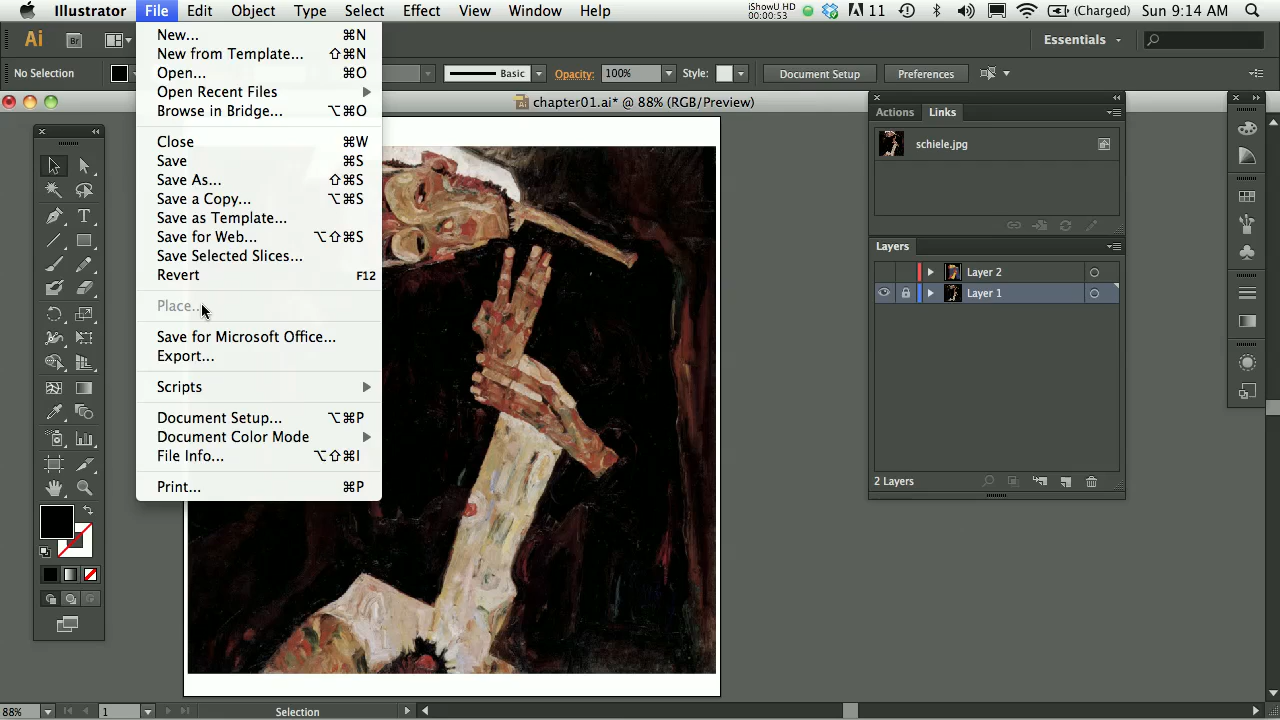 Illustrator File Edit Object Type Select Effect View Window Help iShowU HD 00:00:53 11 (Charged) Sun 9:14 AM
Ai Br Essentials
No Selection Basic Opacity: 100% Style: Document Setup Preferences
chapter01.ai* @ 88% (RGB/Preview)
New... ⌘N
New from Template... ⇧⌘N
Open... ⌘O
Open Recent Files
Browse in Bridge... ⌥⌘O
Close ⌘W
Save ⌘S
Save As... ⇧⌘S
Save a Copy... ⌥⌘S
Save as Template...
Save for Web... ⌥⇧⌘S
Save Selected Slices...
Revert F12
Place...
Save for Microsoft Office...
Export...
Scripts
Document Setup... ⌥⌘P
Document Color Mode
File Info... ⌥⇧⌘I
Print... ⌘P
Actions Links
schiele.jpg
Layers
Layer 2
Layer 1
2 Layers
88% 1 Selection